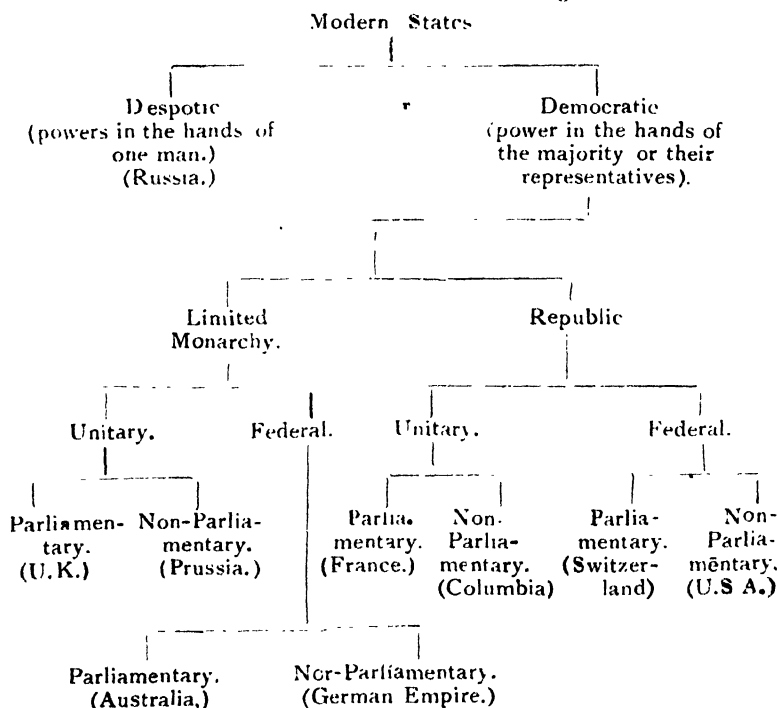 Modern States
Despotic
(powers in the hands of
one man.)
(Russia.)
r
Democratic
(power in the hands of
the majority or their
representatives).
Limited
Monarchy.
Republic
Unitary.
Federal.
Unitary.
Federal.
Parliamen-
tary.
(U.K.)
Non-Parlia-
mentary.
(Prussia.)
Parlia.
mentary.
(France.)
Non-
Parlia-
mentary.
(Columbia)
Parlia-
mentary.
(Switzer-
land)
Non-
Parlia-
mēntary.
(U.S A.)
Parliamentary.
(Australia,)
Nor-Parliamentary.
(German Empire.)